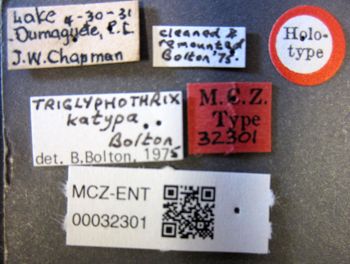 Lake 4-30-31
Dumaguete, P.I.
J.W. Chapman
cleaned &
remounted
Bolton '75.
Holo-
type
TRIGLYPHOTHRIX
katypa..
Bolton
det. B.Bolton, 1975
M.C.Z.
Type
32301
MCZ-ENT
00032301